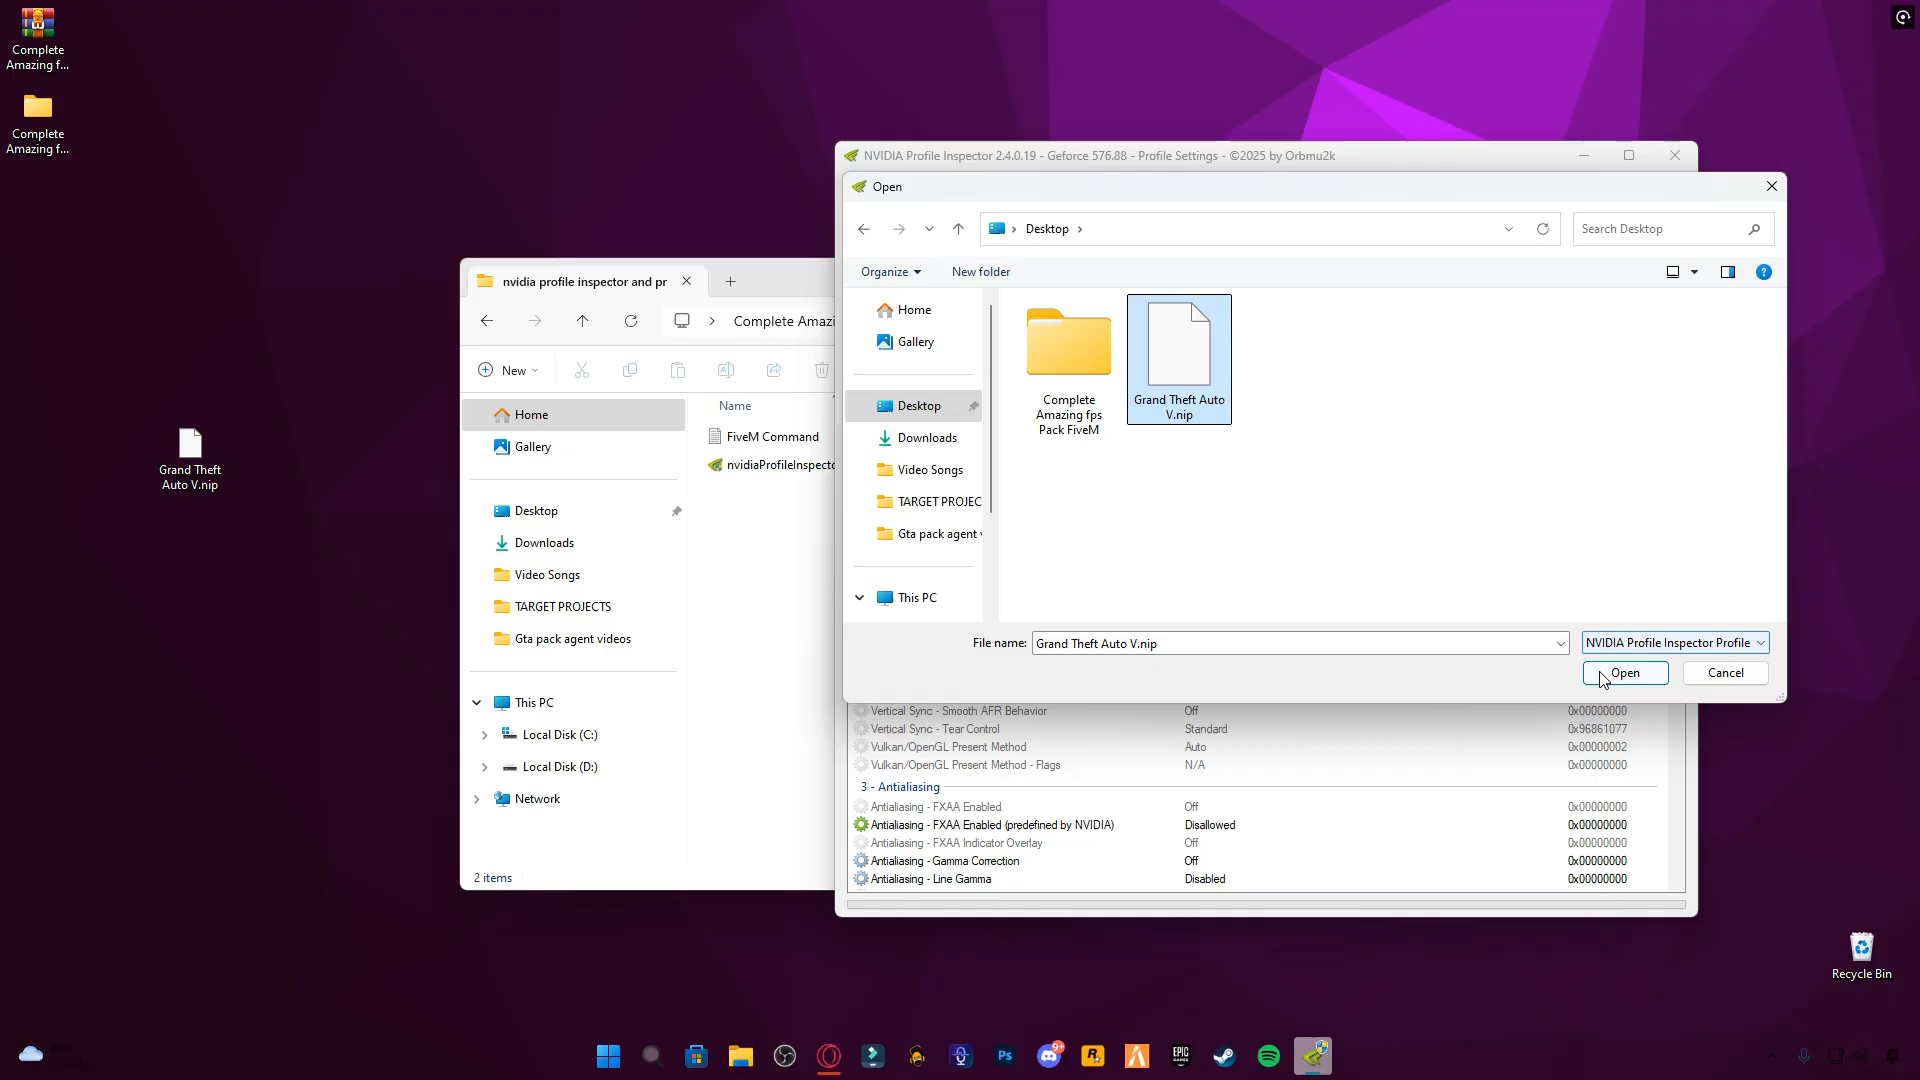 Complete
Amazing f...
Complete
Amazing f...
Grand Theft
Auto V.nip
nvidia profile inspector and pr
Complete Amazi
New
Home
Gallery
Desktop
Downloads
Video Songs
TARGET PROJECTS
Gta pack agent videos
This PC
Local Disk (C:)
Local Disk (D:)
Network
Name
FiveM Command
nvidiaProfileInspecto
2 items
NVIDIA Profile Inspector 2.4.0.19 - Geforce 576.88 - Profile Settings - ©2025 by Orbmu2k
Open
Desktop
Search Desktop
Organize
New folder
Home
Gallery
Desktop
Downloads
Video Songs
TARGET PROJEC
Gta pack agent v
This PC
Complete
Amazing fps
Pack FiveM
Grand Theft Auto
V.nip
File name: Grand Theft Auto V.nip
NVIDIA Profile Inspector Profile
Open
Cancel
Vertical Sync - Smooth AFR Behavior Off 0x00000000
Vertical Sync - Tear Control Standard 0x96861077
Vulkan/OpenGL Present Method Auto 0x00000002
Vulkan/OpenGL Present Method - Flags N/A 0x00000000
3 - Antialiasing
Antialiasing - FXAA Enabled Off 0x00000000
Antialiasing - FXAA Enabled (predefined by NVIDIA) Disallowed 0x00000000
Antialiasing - FXAA Indicator Overlay Off 0x00000000
Antialiasing - Gamma Correction Off 0x00000000
Antialiasing - Line Gamma Disabled 0x00000000
Recycle Bin
Ps
9+
R
EPIC
GAMES